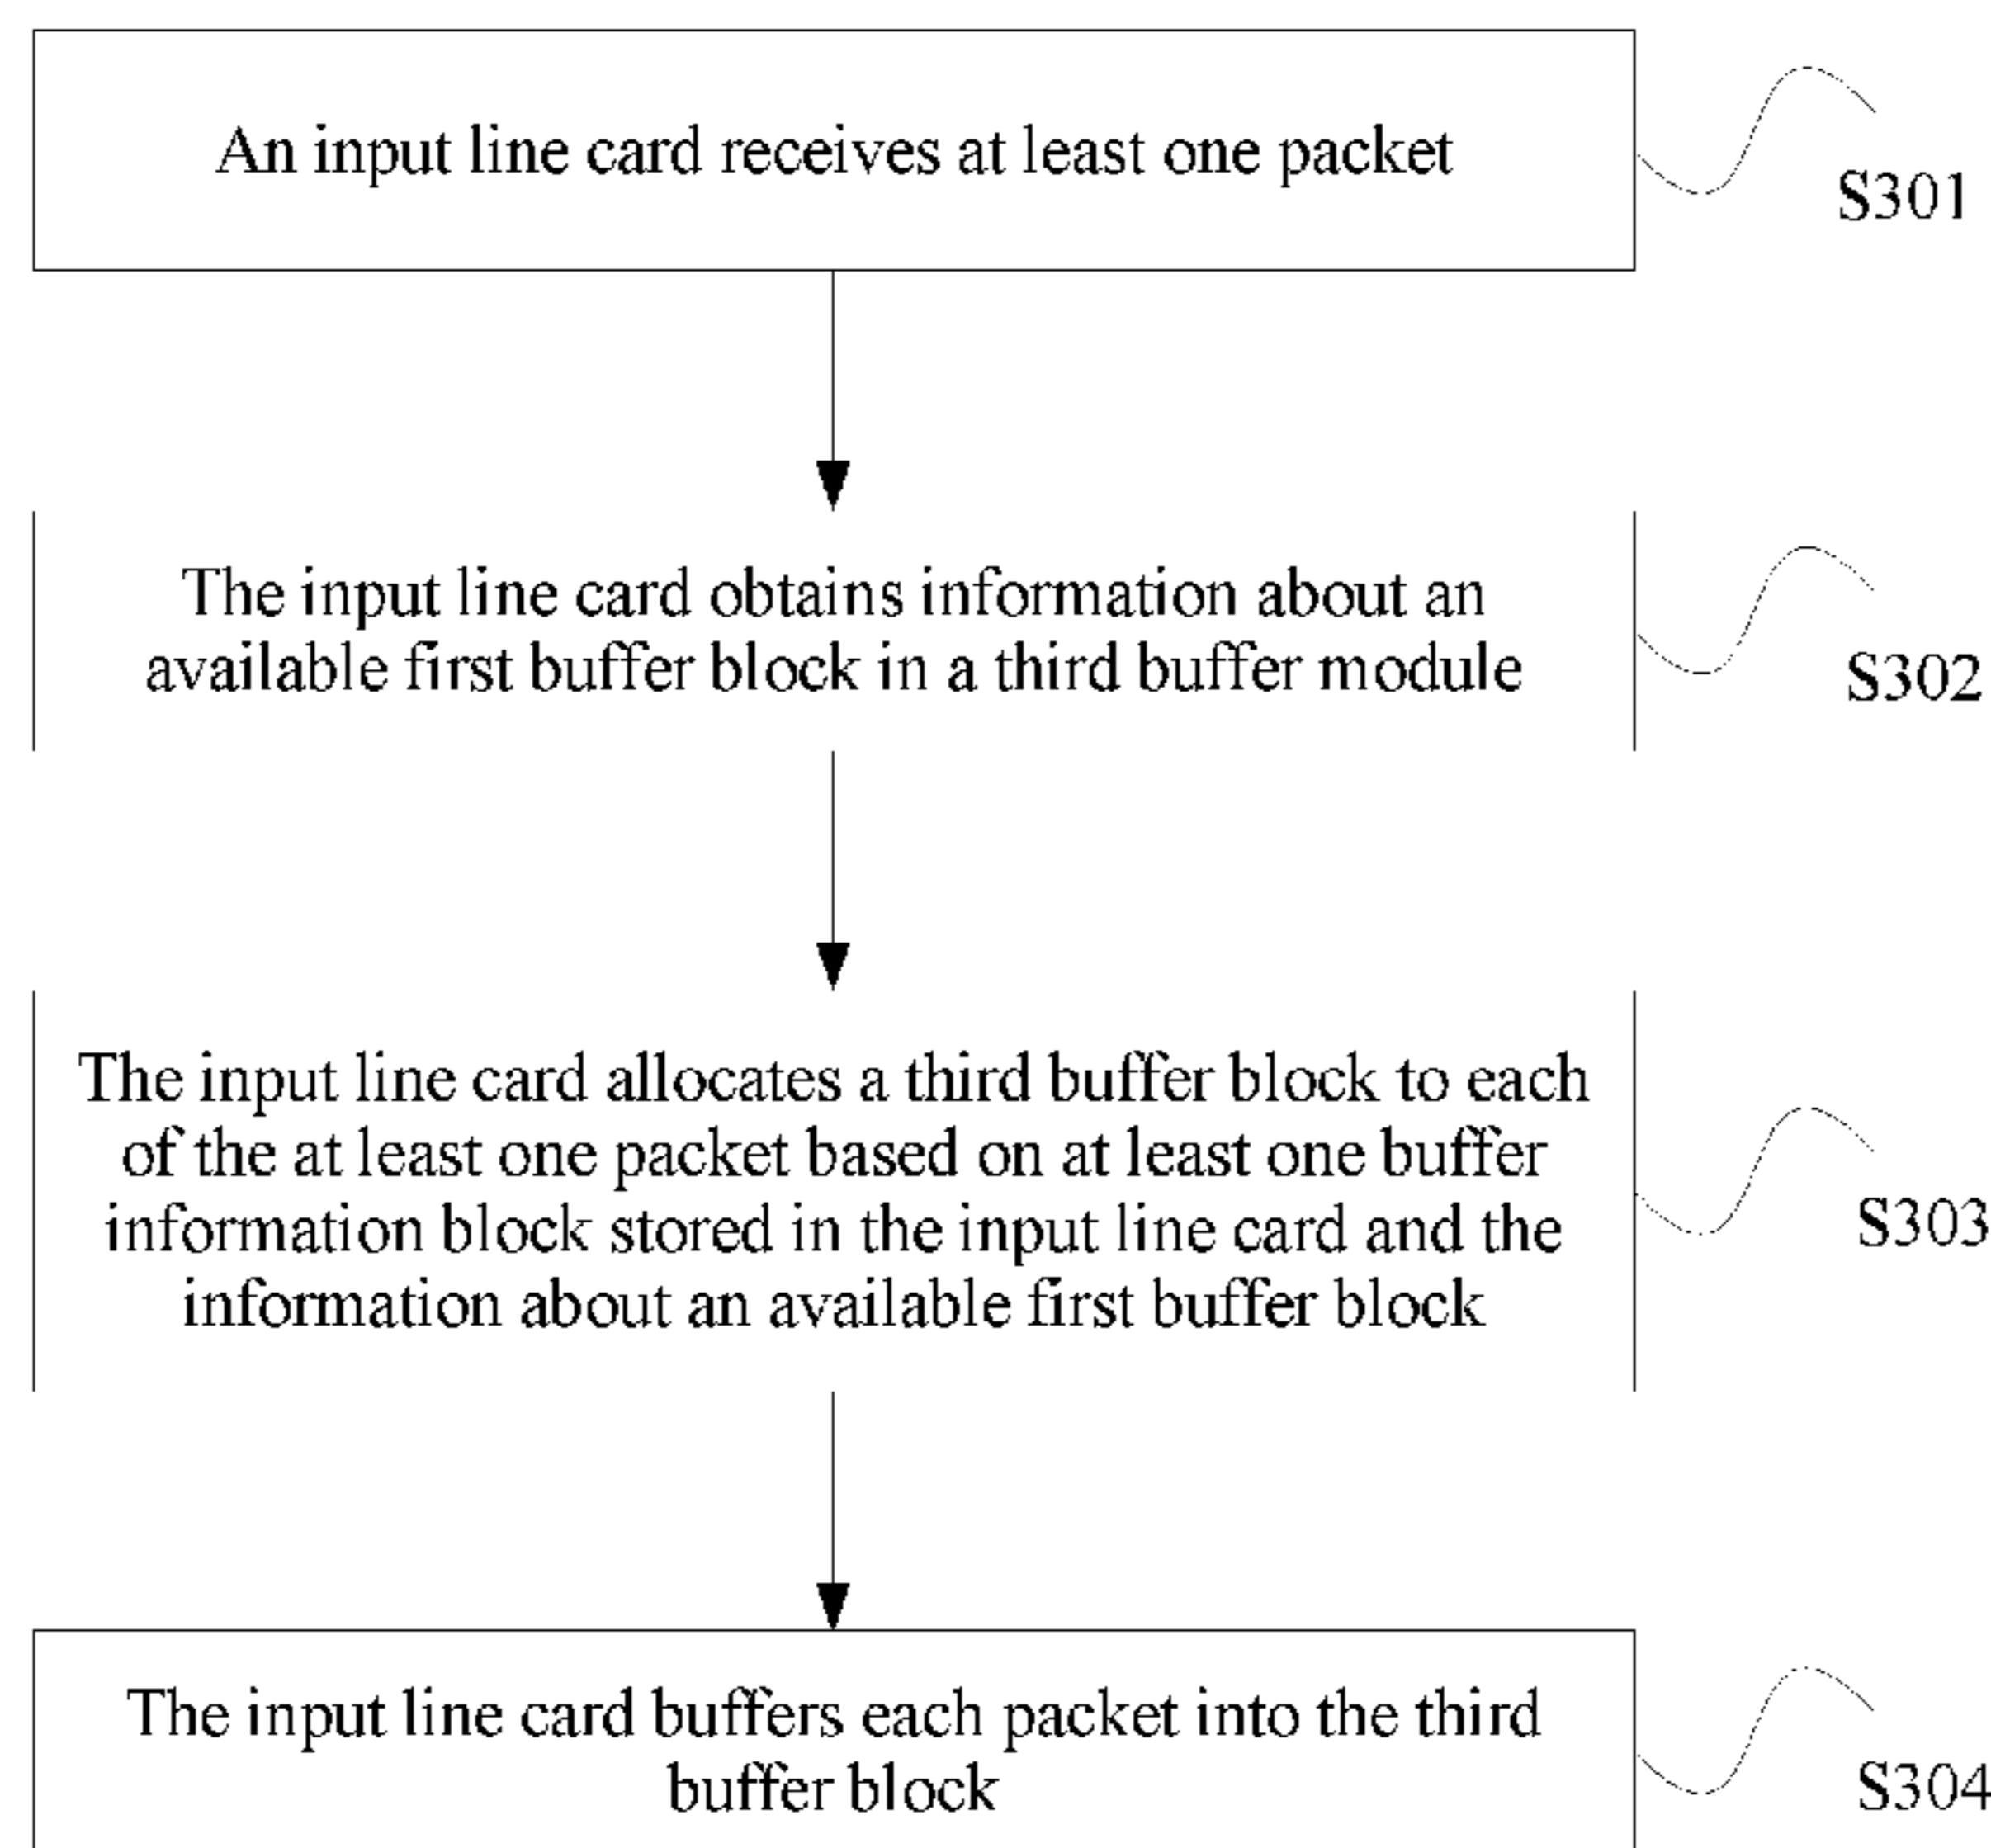 An input line card receives at least one packet
S301
The input line card obtains information about an
available first buffer block in a third buffer module
S302
The input line card allocates a third buffer block to each
of the at least one packet based on at least one buffer
information block stored in the input line card and the
information about an available first buffer block
S303
The input line card buffers each packet into the third
buffer block
S304